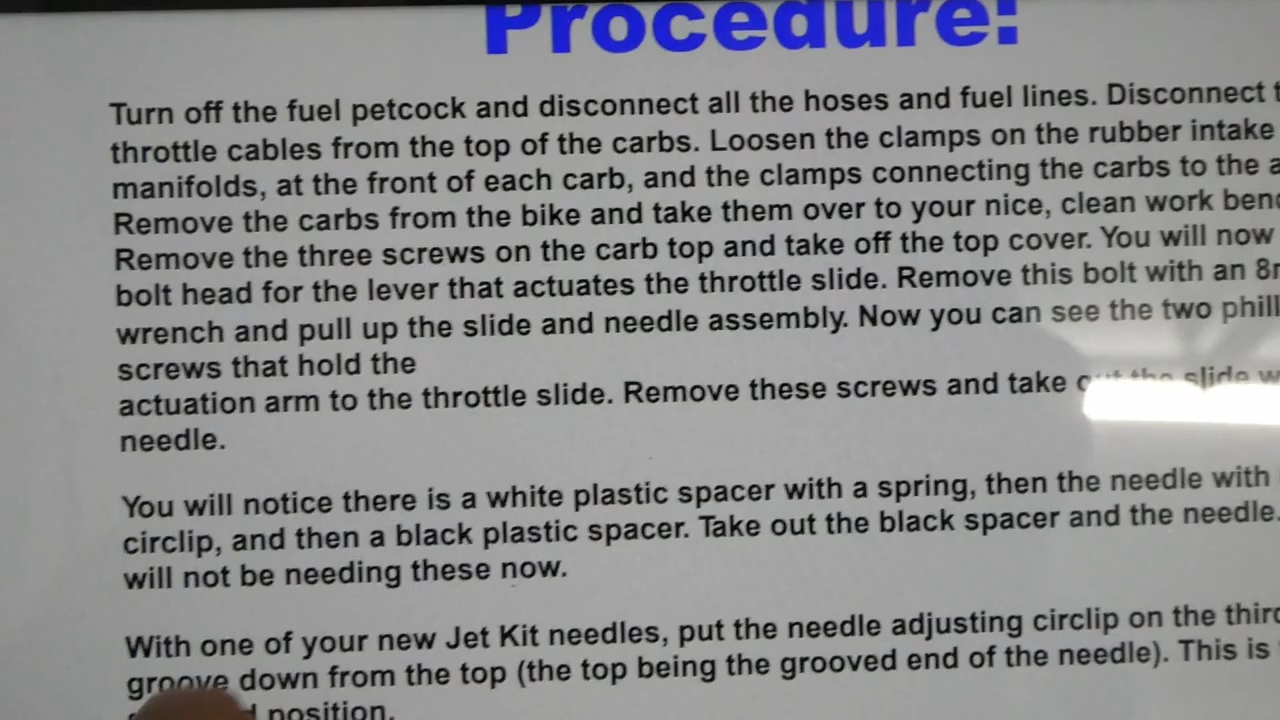 Procedure:
Turn off the fuel petcock and disconnect all the hoses and fuel lines. Disconnect
throttle cables from the top of the carbs. Loosen the clamps on the rubber intake
manifolds, at the front of each carb, and the clamps connecting the carbs to the
Remove the carbs from the bike and take them over to your nice, clean work
Remove the three screws on the carb top and take off the top cover. You will now
bolt head for the lever that actuates the throttle slide. Remove this bolt with an
wrench and pull up the slide and needle assembly. Now you can see the two
screws that hold the
actuation arm to the throttle slide. Remove these screws and take out the slide
needle.
You will notice there is a white plastic spacer with a spring, then the needle with
circlip, and then a black plastic spacer. Take out the black spacer and the needle.
will not be needing these now.
With one of your new Jet Kit needles, put the needle adjusting circlip on the
groove down from the top (the top being the grooved end of the needle). This is
position.